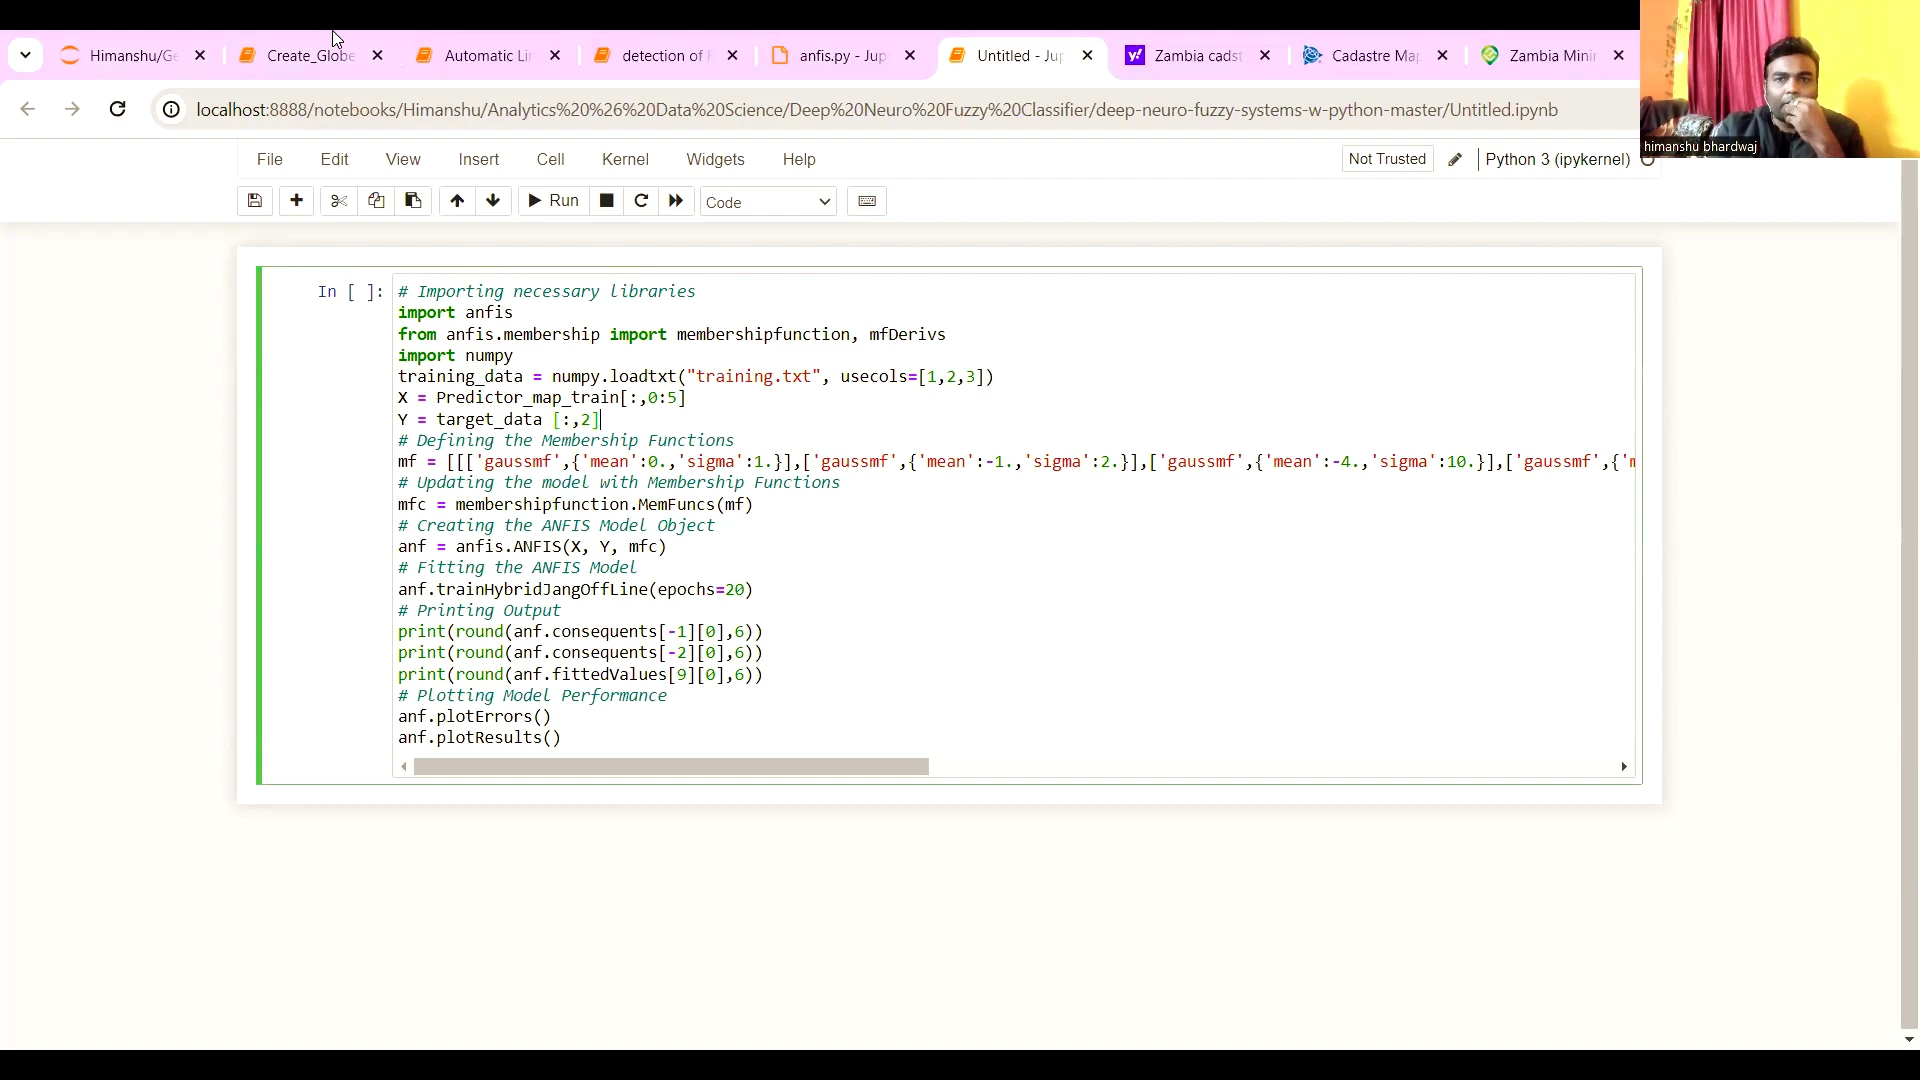 Himanshu/Ge
Create_Globe
Automatic Lin
detection of
anfis.py - Jup
Untitled - Jup
Zambia cadst
Cadastre Map
Zambia Minin
localhost:8888/notebooks/Himanshu/Analytics%20%26%20Data%20Science/Deep%20Neuro%20Fuzzy%20Classifier/deep-neuro-fuzzy-systems-w-python-master/Untitled.ipynb
himanshu bhardwaj
File Edit View Insert Cell Kernel Widgets Help
Not Trusted
Python 3 (ipykernel)
Run
Code
In [ ]:
# Importing necessary libraries
import anfis
from anfis.membership import membershipfunction, mfDerivs
import numpy
training_data = numpy.loadtxt("training.txt", usecols=[1,2,3])
X = Predictor_map_train[:,0:5]
Y = target_data [:,2]
# Defining the Membership Functions
mf = [[['gaussmf',{'mean':0.,'sigma':1.}],['gaussmf',{'mean':-1.,'sigma':2.}],['gaussmf',{'mean':-4.,'sigma':10.}],['gaussmf',{'m
# Updating the model with Membership Functions
mfc = membershipfunction.MemFuncs(mf)
# Creating the ANFIS Model Object
anf = anfis.ANFIS(X, Y, mfc)
# Fitting the ANFIS Model
anf.trainHybridJangOffLine(epochs=20)
# Printing Output
print(round(anf.consequents[-1][0],6))
print(round(anf.consequents[-2][0],6))
print(round(anf.fittedValues[9][0],6))
# Plotting Model Performance
anf.plotErrors()
anf.plotResults()